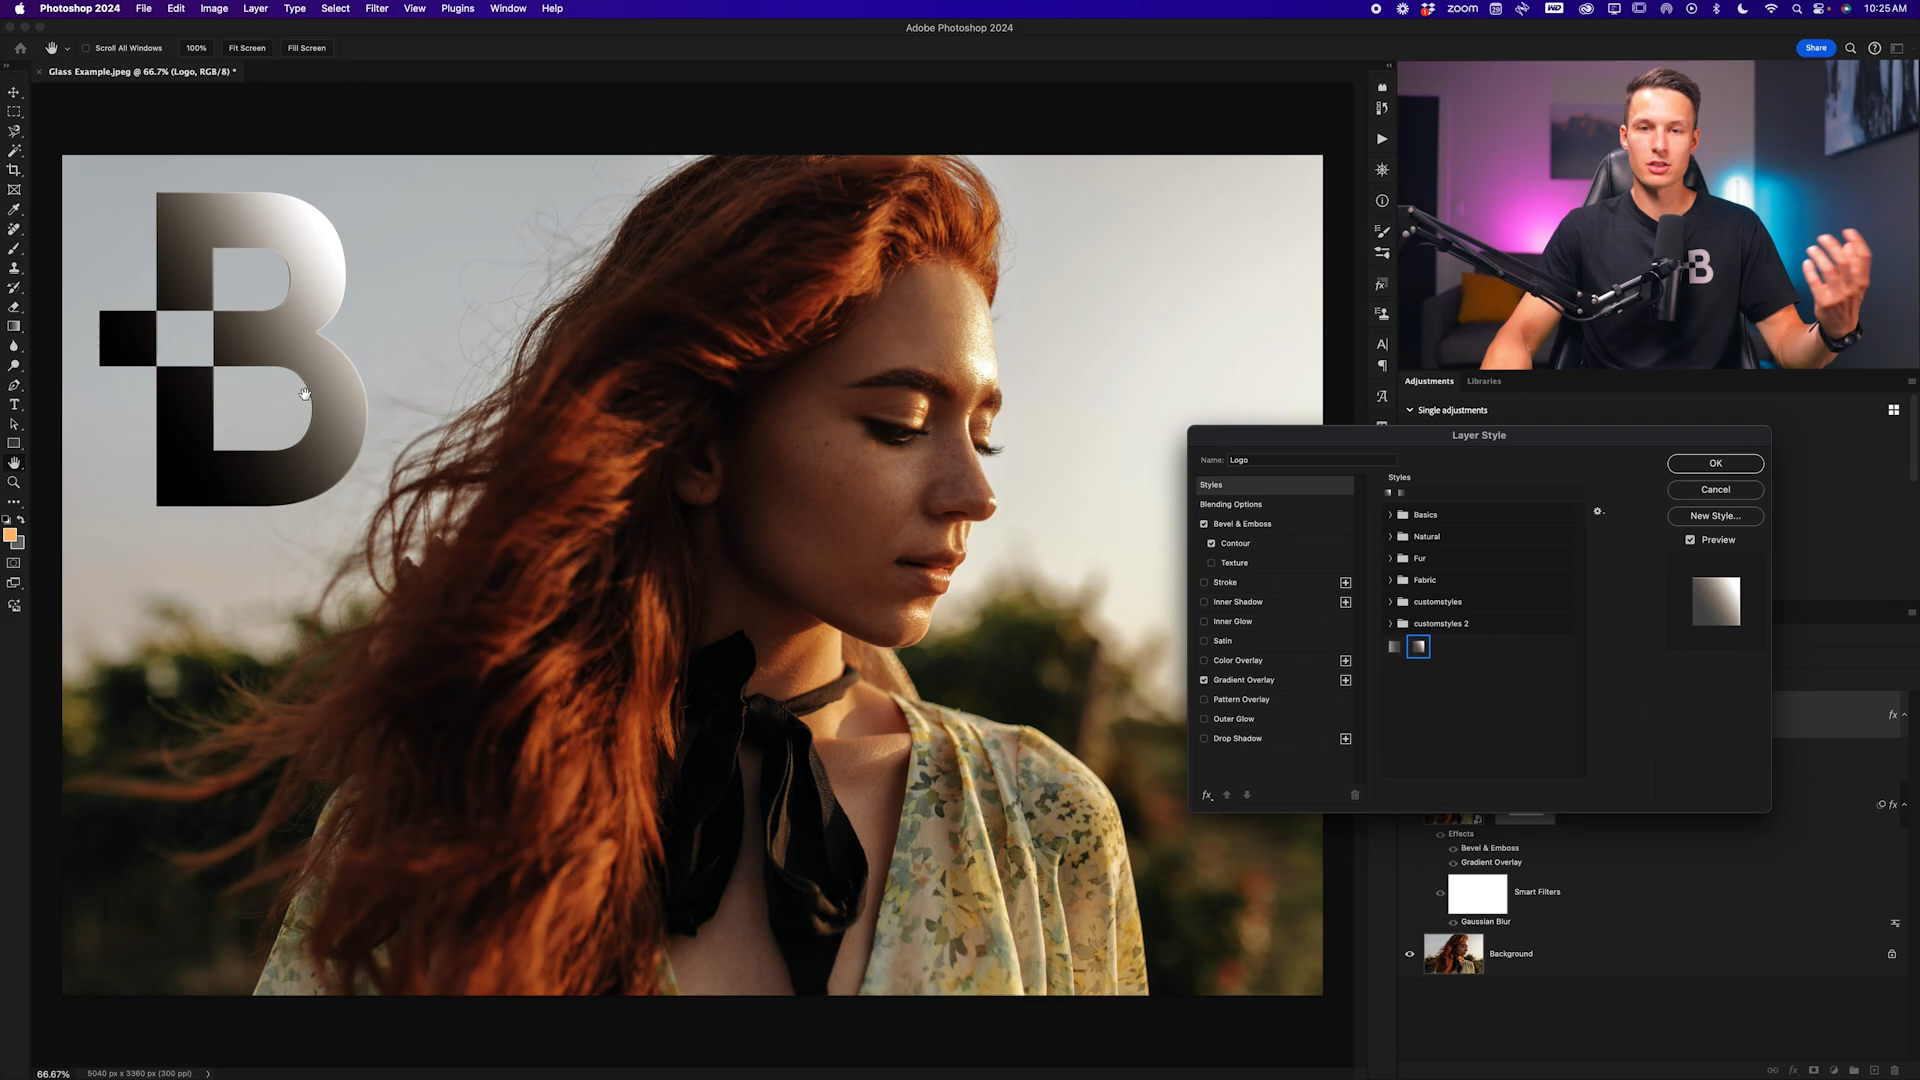 Photoshop 2024 File Edit Image Layer Type Select Filter View Plugins Window Help
zoom WD 10:25 AM
Adobe Photoshop 2024
Scroll All Windows 100% Fit Screen Fill Screen
Share
Glass Example.jpeg @ 66.7% (Logo, RGB/8) *
B
B
Adjustments Libraries
Single adjustments
Layer Style
Name: Logo
Styles
Blending Options
Bevel & Emboss
Contour
Texture
Stroke
Inner Shadow
Inner Glow
Satin
Color Overlay
Gradient Overlay
Pattern Overlay
Outer Glow
Drop Shadow
fx
Styles
Basics
Natural
Fur
Fabric
customstyles
customstyles 2
OK
Cancel
New Style...
Preview
fx
fx
Effects
Bevel & Emboss
Gradient Overlay
Smart Filters
Gaussian Blur
Background
66.67% 5040 px x 3360 px (300 ppi)
fx